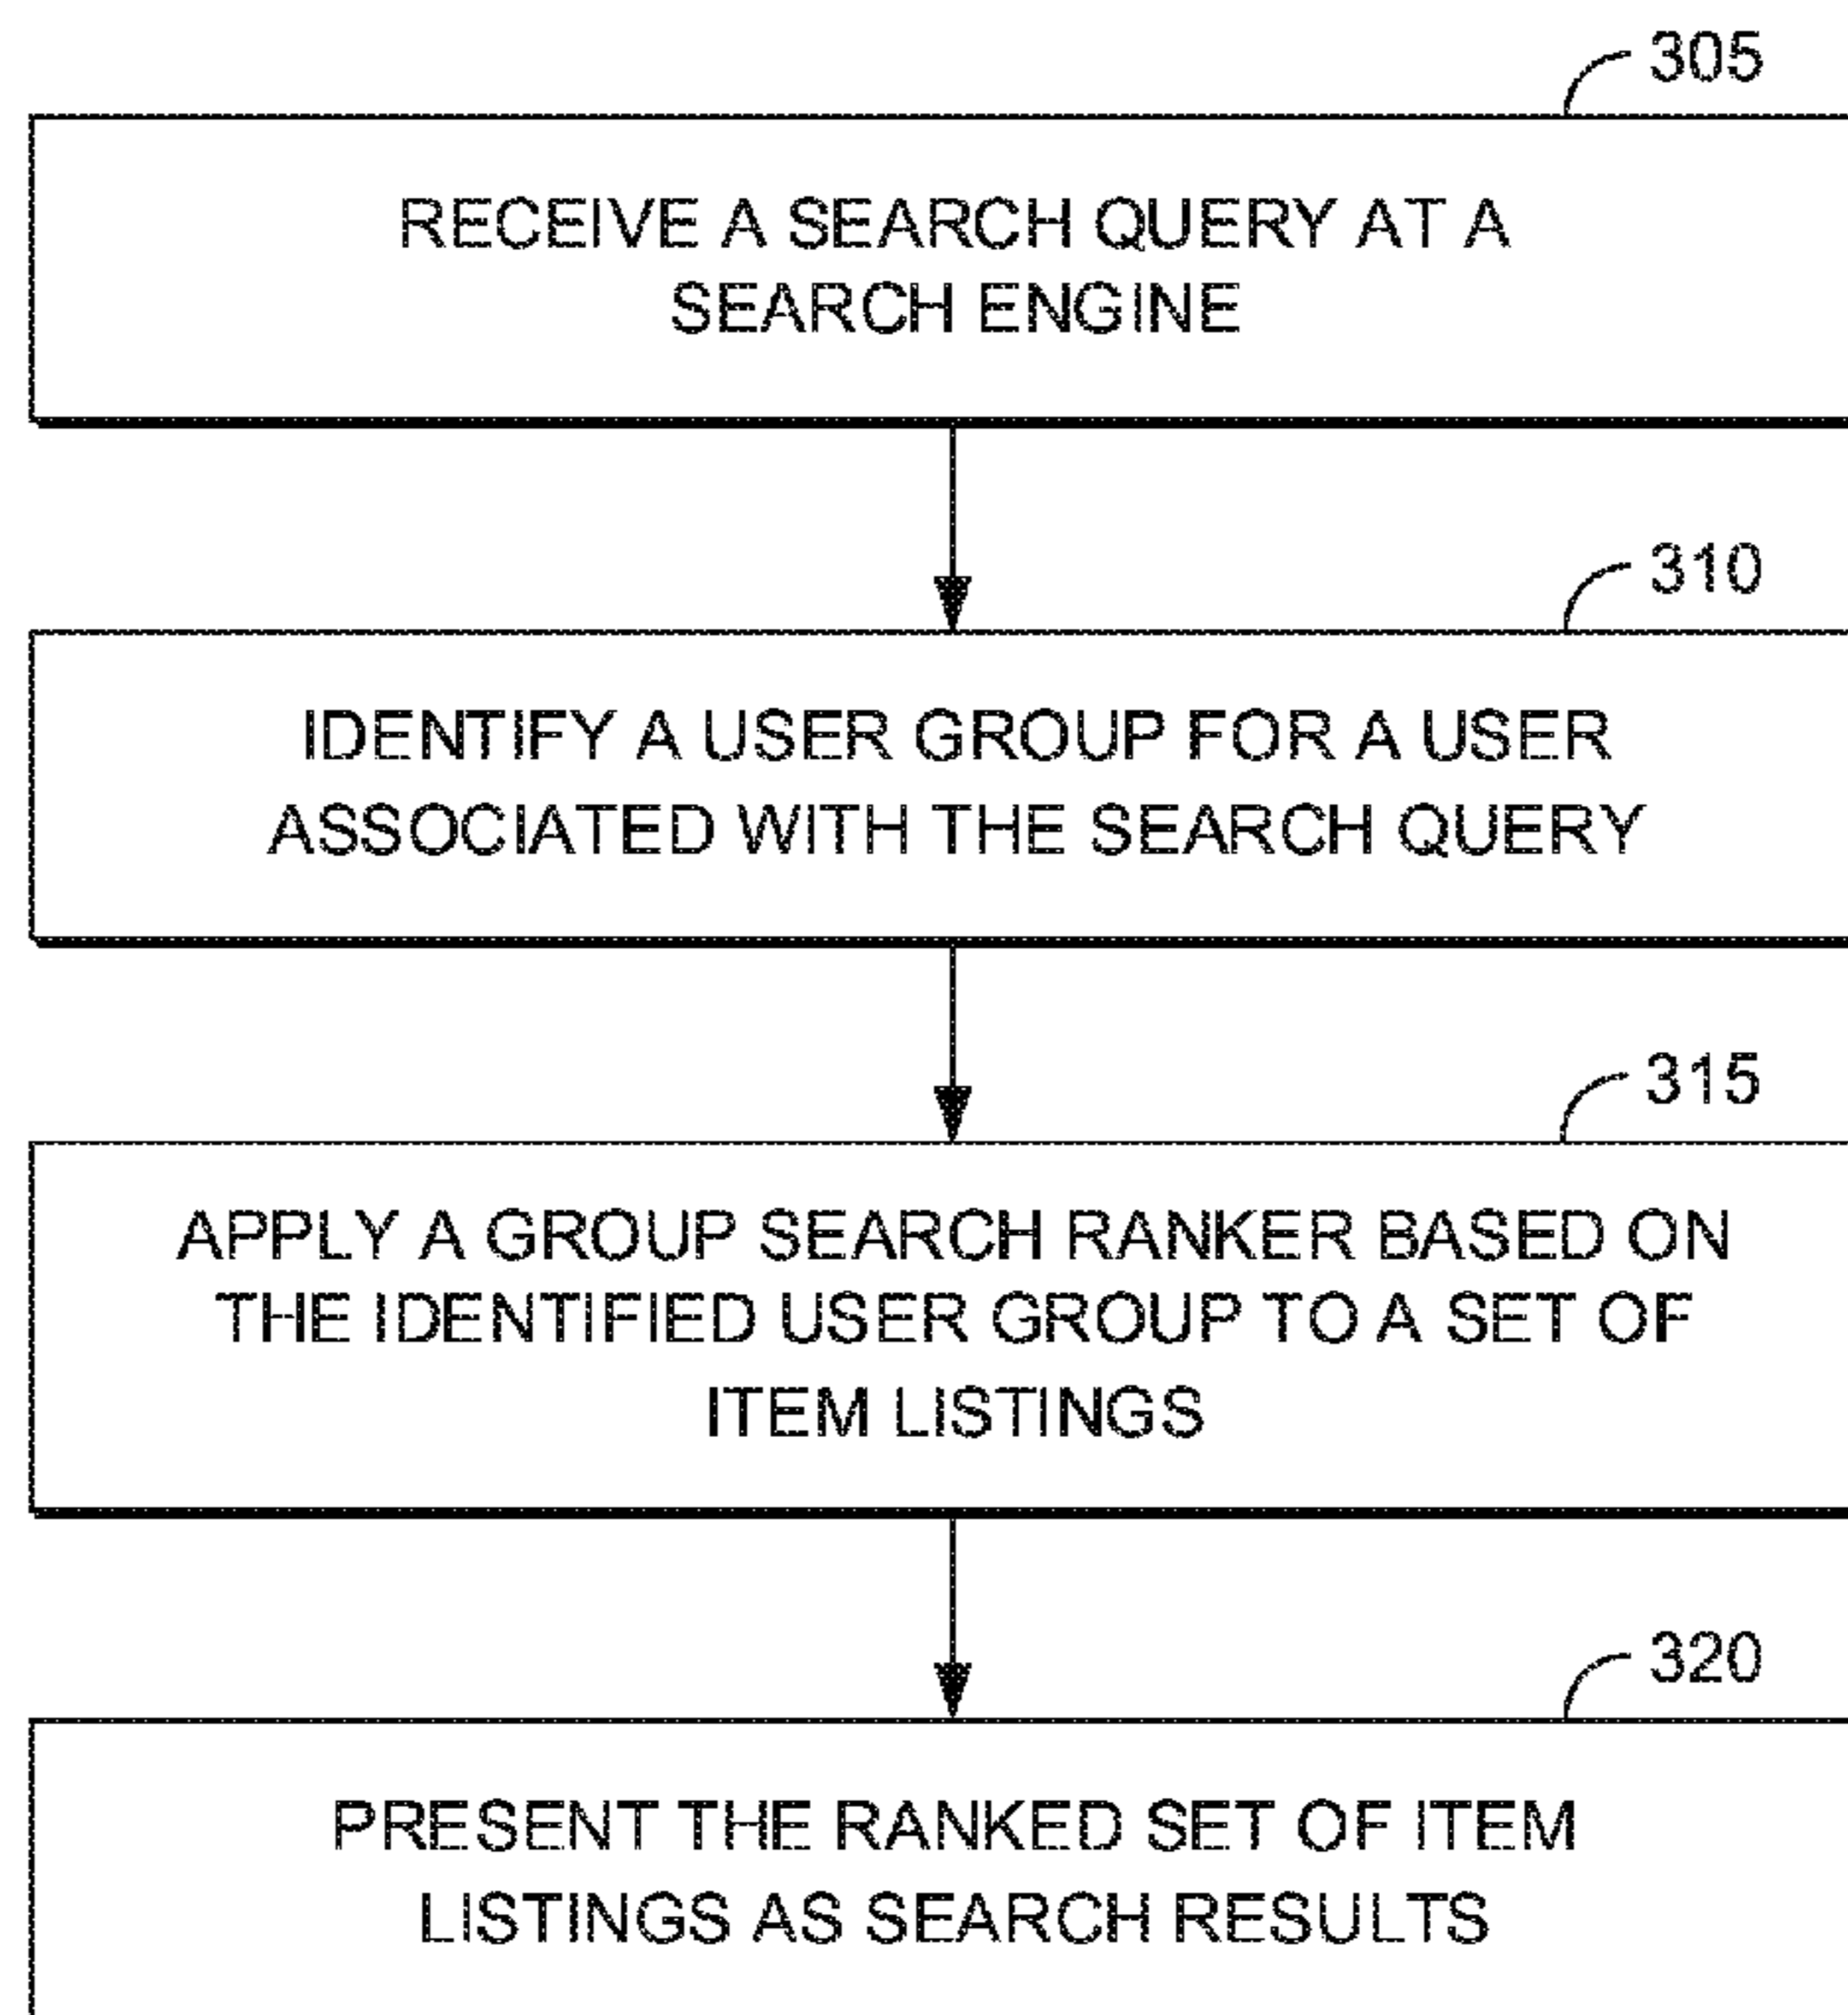 305
RECEIVE A SEARCH QUERY AT A
SEARCH ENGINE
310
IDENTIFY A USER GROUP FOR A USER
ASSOCIATED WITH THE SEARCH QUERY
315
APPLY A GROUP SEARCH RANKER BASED ON
THE IDENTIFIED USER GROUP TO A SET OF
ITEM LISTINGS
320
PRESENT THE RANKED SET OF ITEM
LISTINGS AS SEARCH RESULTS